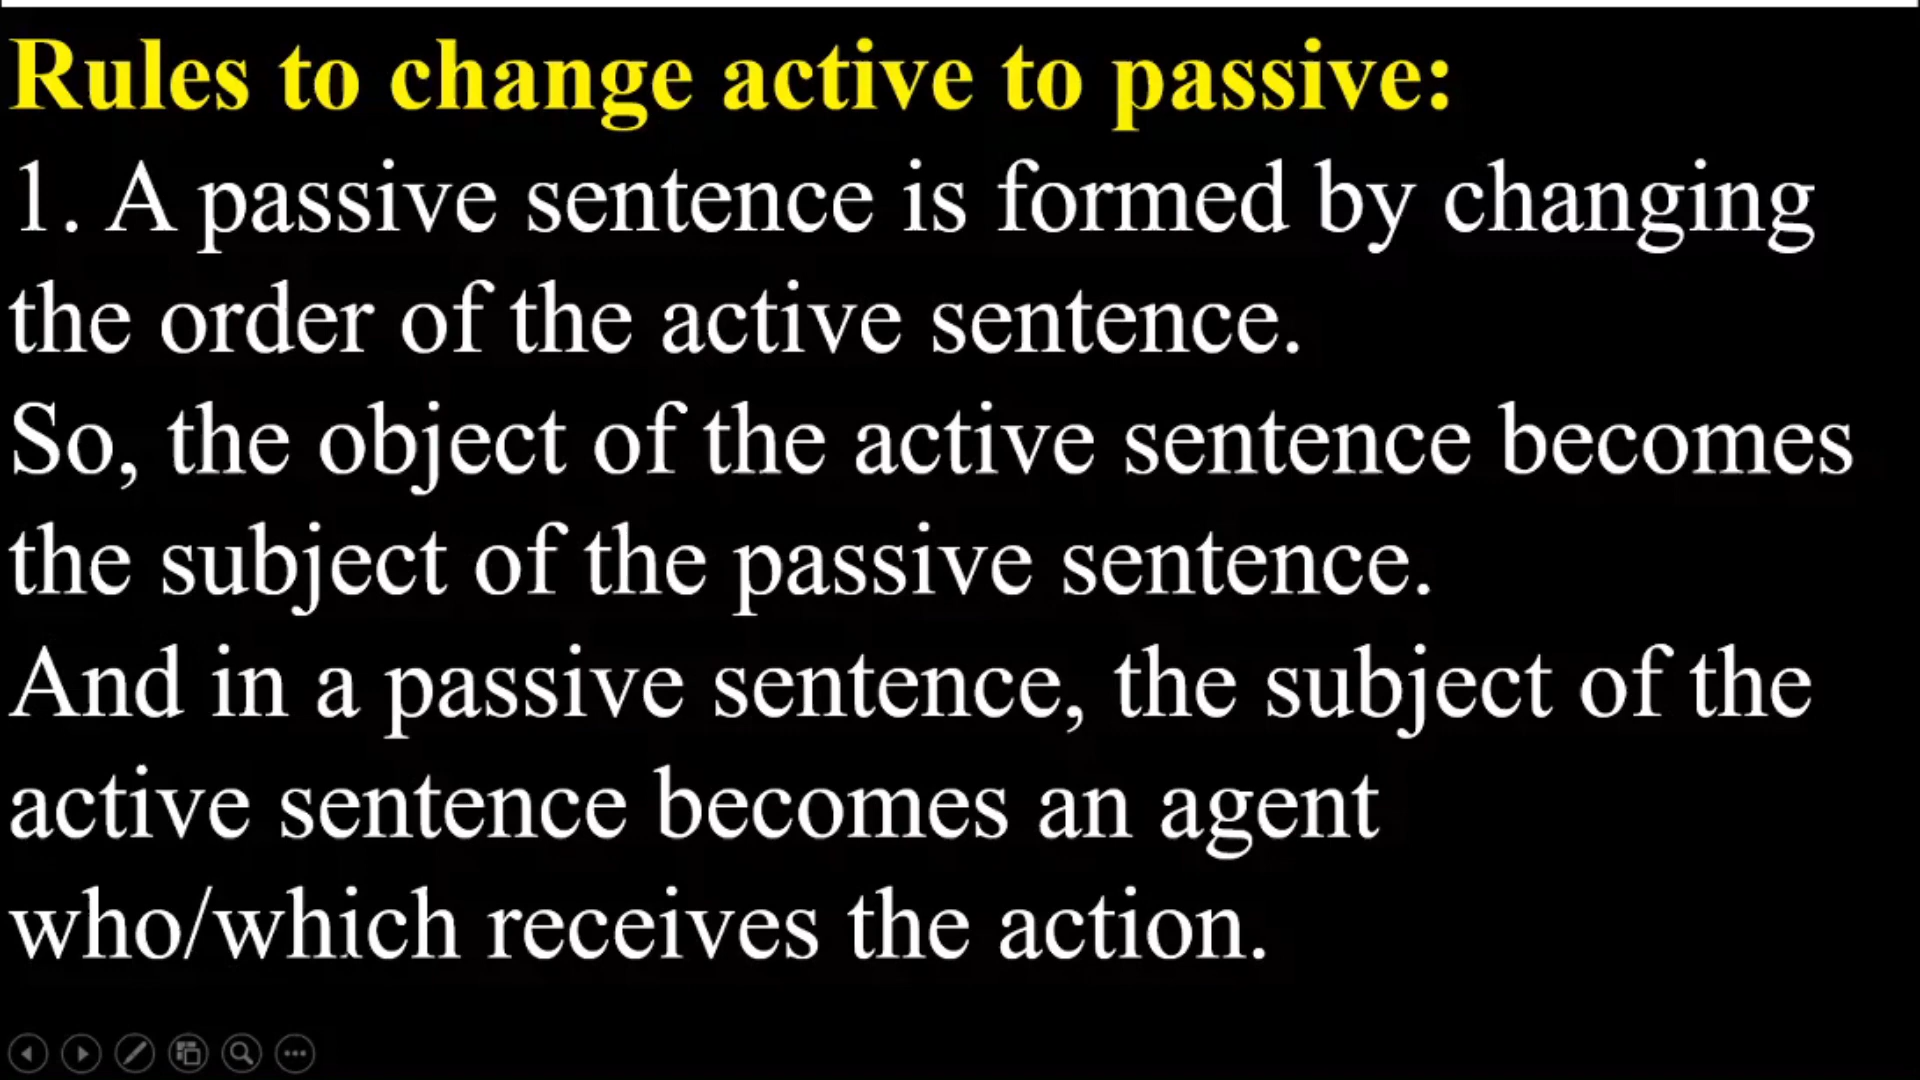 Rules to change active to passive:
1. A passive sentence is formed by changing
the order of the active sentence.
So, the object of the active sentence becomes
the subject of the passive sentence.
And in a passive sentence, the subject of the
active sentence becomes an agent
who/which receives the action.